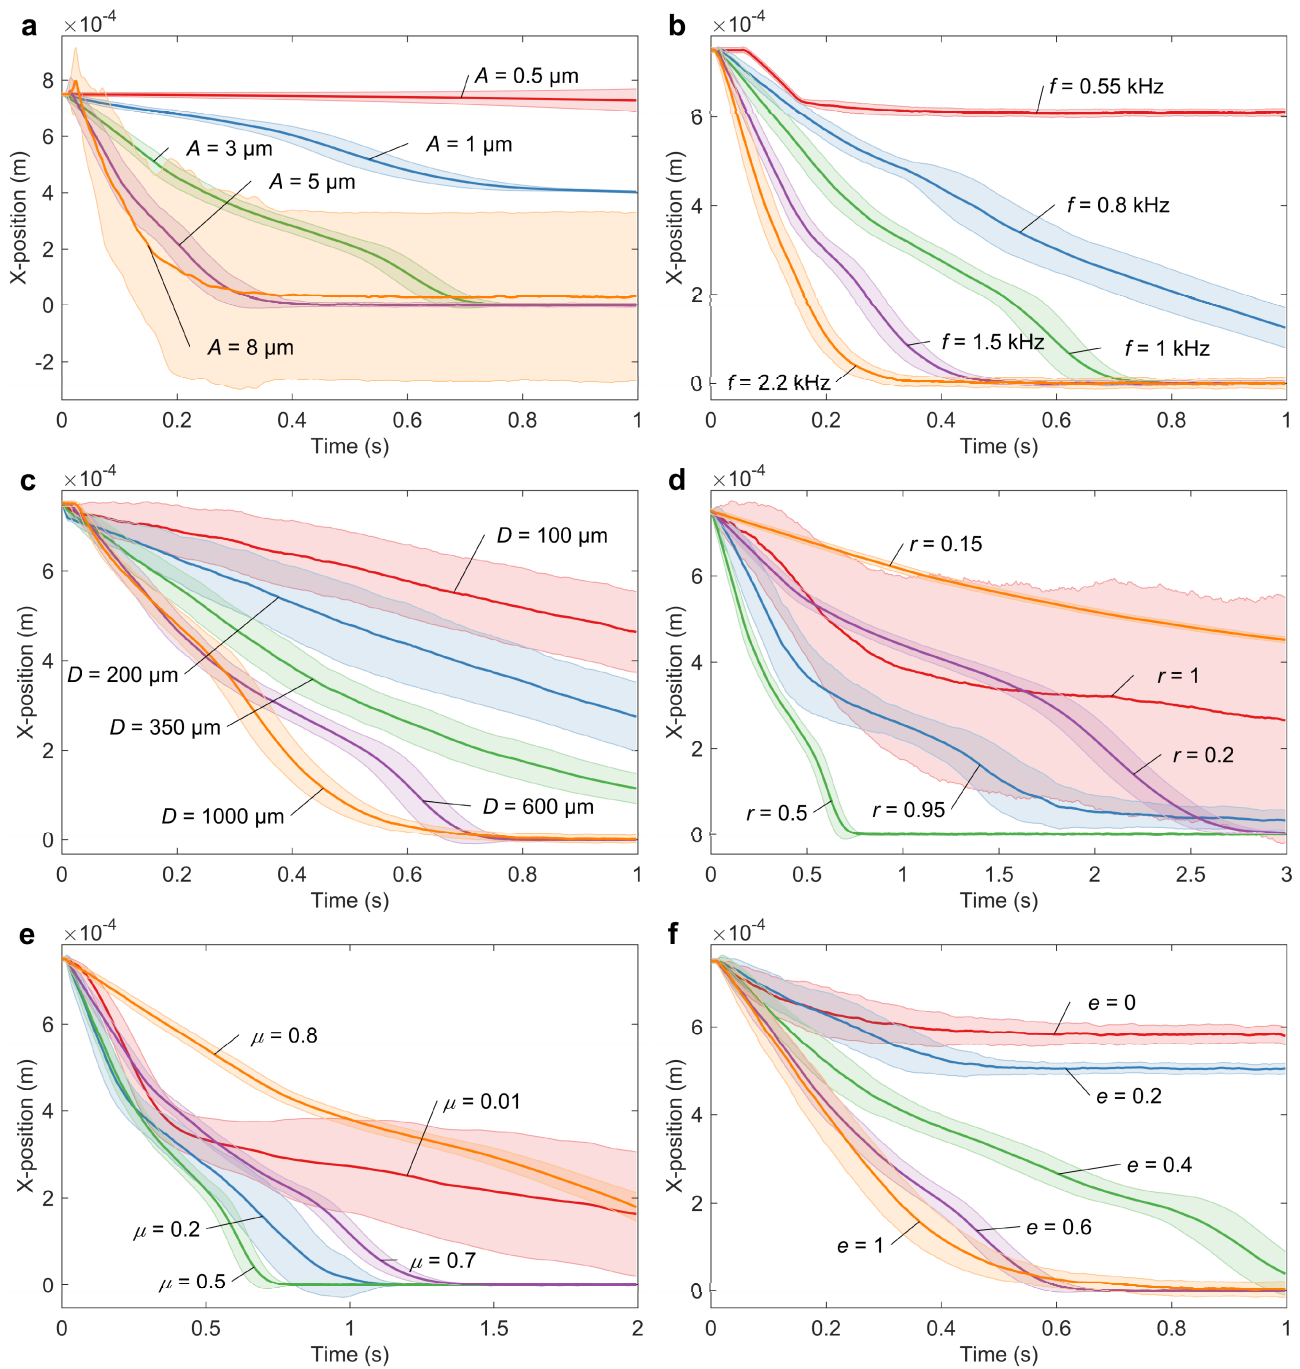 a
×10⁻⁴
8
6
4
2
0
-2
X-position (m)
A = 0.5 µm
A = 1 µm
A = 3 µm
A = 5 µm
A = 8 µm
0 0.2 0.4 0.6 0.8 1
Time (s)
b
×10⁻⁴
6
4
2
0
X-position (m)
f = 0.55 kHz
f = 0.8 kHz
f = 1.5 kHz
f = 1 kHz
f = 2.2 kHz
0 0.2 0.4 0.6 0.8 1
Time (s)
c
×10⁻⁴
6
4
2
0
X-position (m)
D = 100 µm
D = 200 µm
D = 350 µm
D = 600 µm
D = 1000 µm
0 0.2 0.4 0.6 0.8 1
Time (s)
d
×10⁻⁴
6
4
2
0
X-position (m)
r = 0.15
r = 1
r = 0.2
r = 0.5
r = 0.95
0 0.5 1 1.5 2 2.5 3
Time (s)
e
×10⁻⁴
6
4
2
0
X-position (m)
μ = 0.8
μ = 0.01
μ = 0.2
μ = 0.7
μ = 0.5
0 0.5 1 1.5 2
Time (s)
f
×10⁻⁴
6
4
2
0
X-position (m)
e = 0
e = 0.2
e = 0.4
e = 0.6
e = 1
0 0.2 0.4 0.6 0.8 1
Time (s)